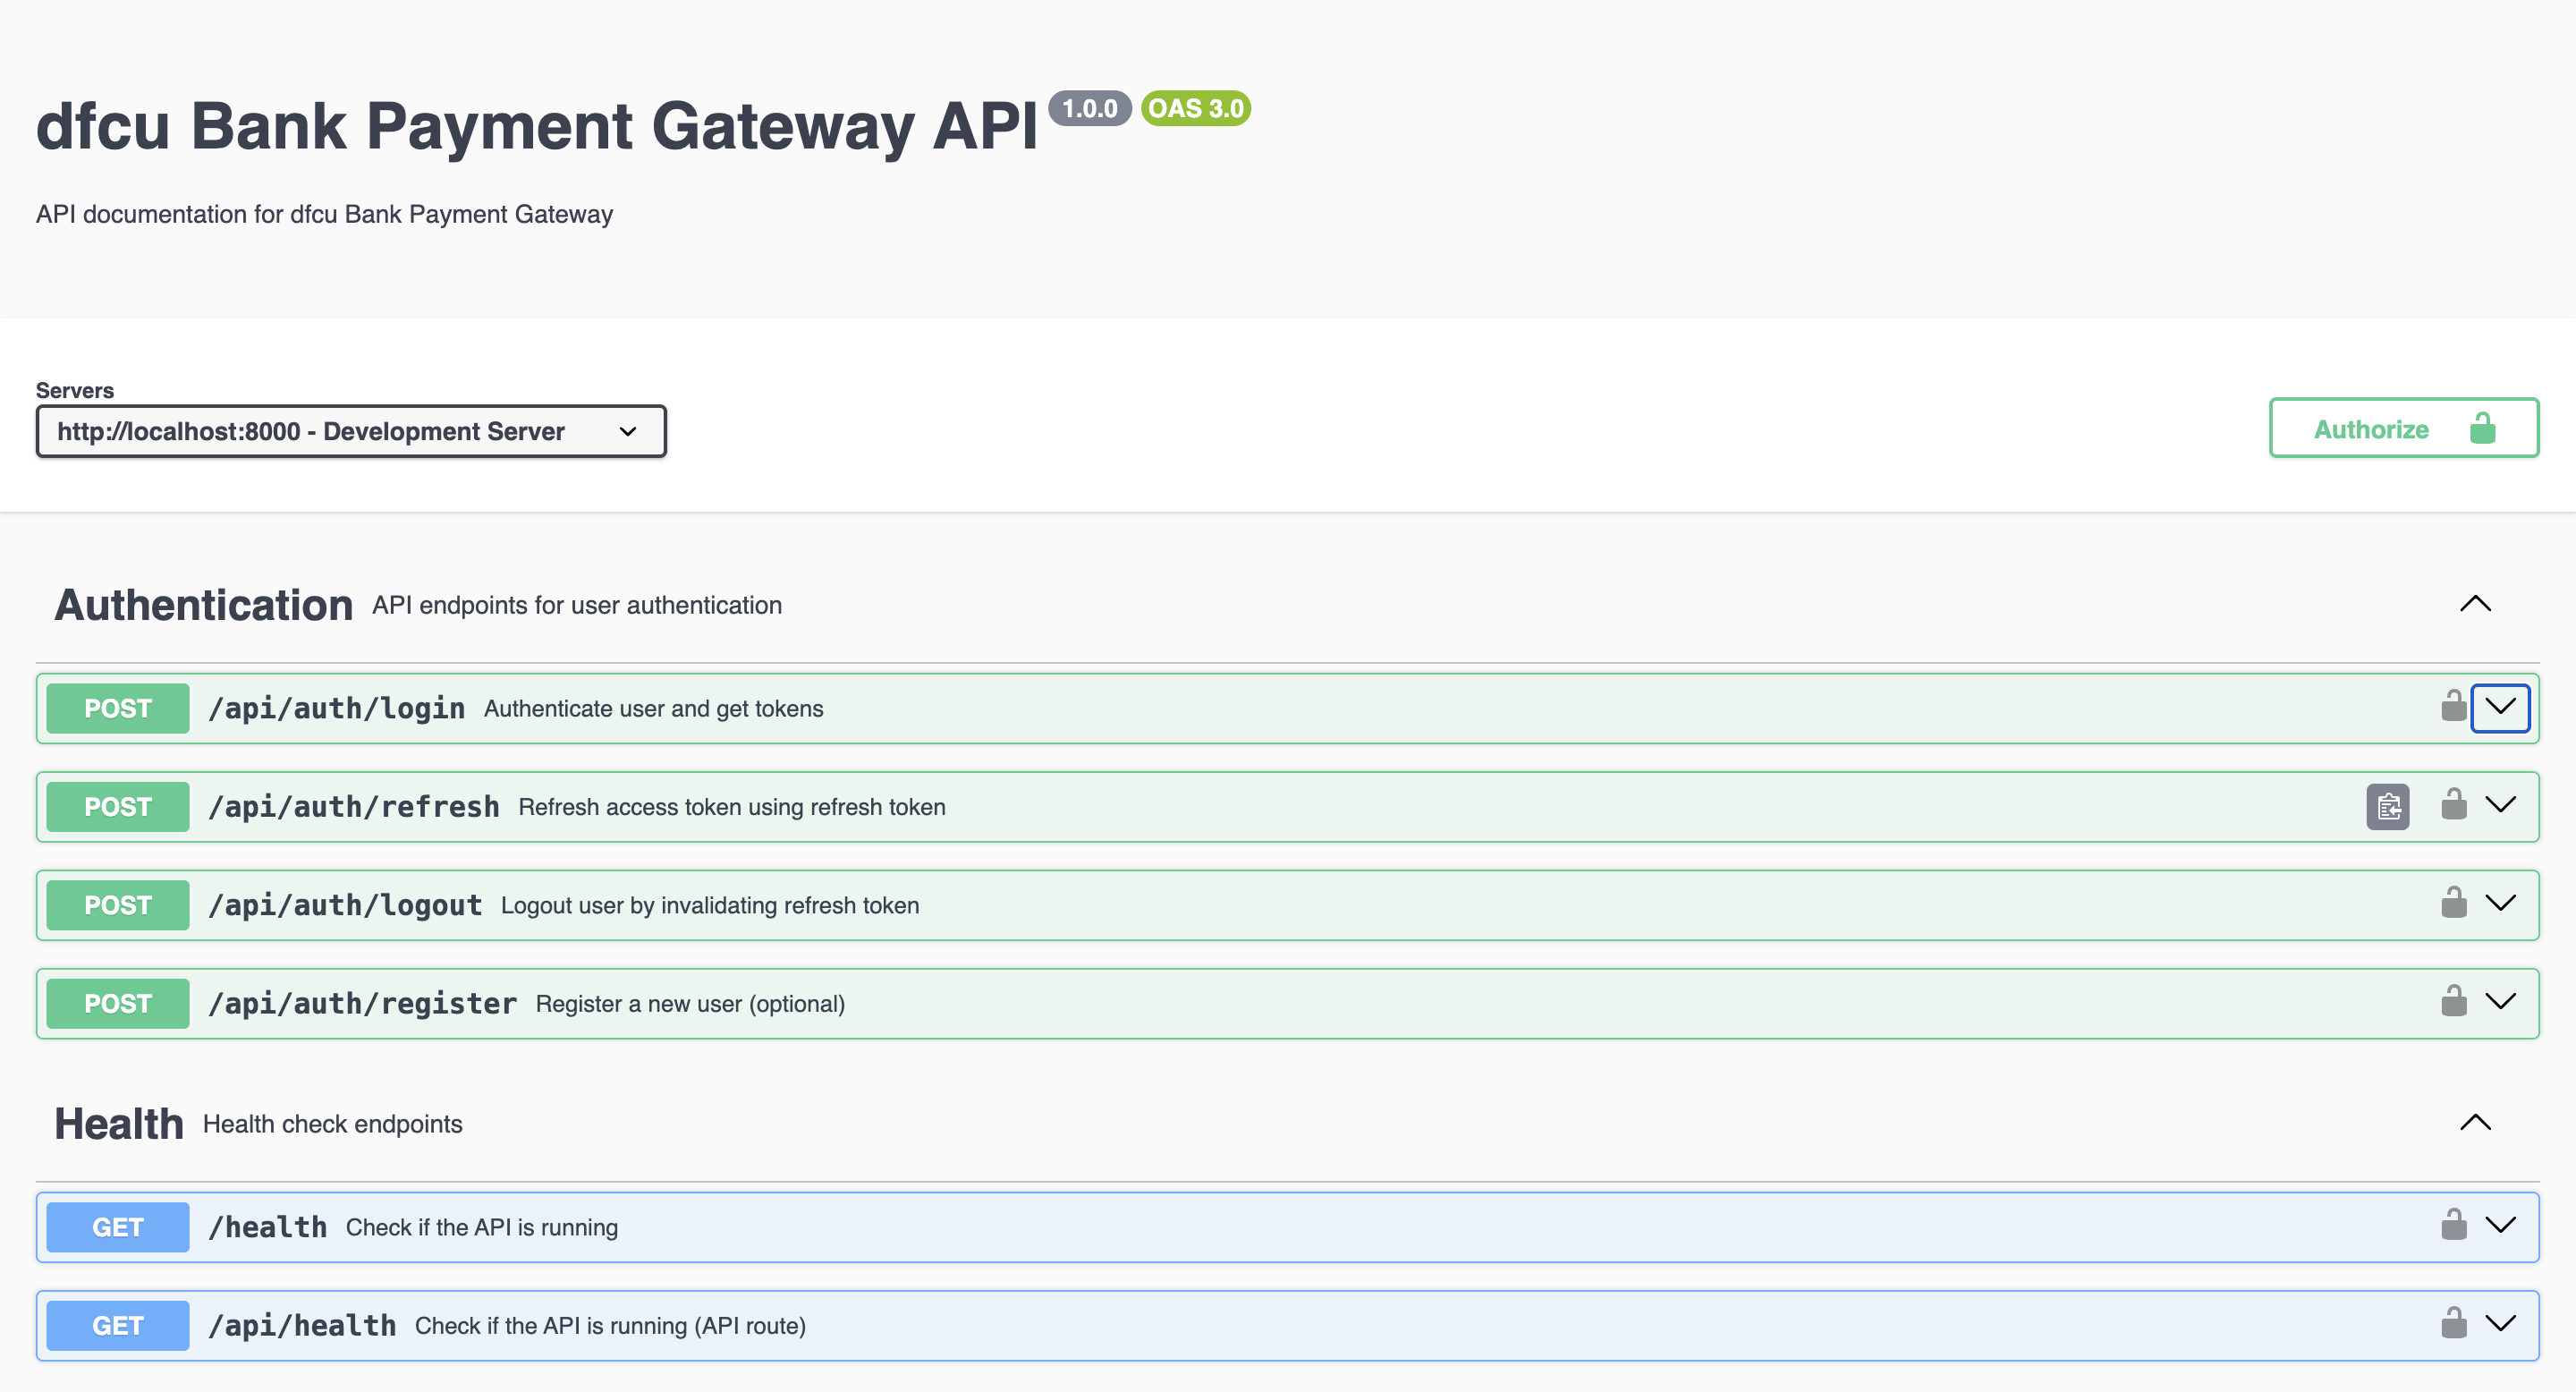 dfcu Bank Payment Gateway API 1.0.0 OAS 3.0
API documentation for dfcu Bank Payment Gateway
Servers
http://localhost:8000 - Development Server
Authorize
Authentication API endpoints for user authentication
POST /api/auth/login Authenticate user and get tokens
POST /api/auth/refresh Refresh access token using refresh token
POST /api/auth/logout Logout user by invalidating refresh token
POST /api/auth/register Register a new user (optional)
Health Health check endpoints
GET /health Check if the API is running
GET /api/health Check if the API is running (API route)